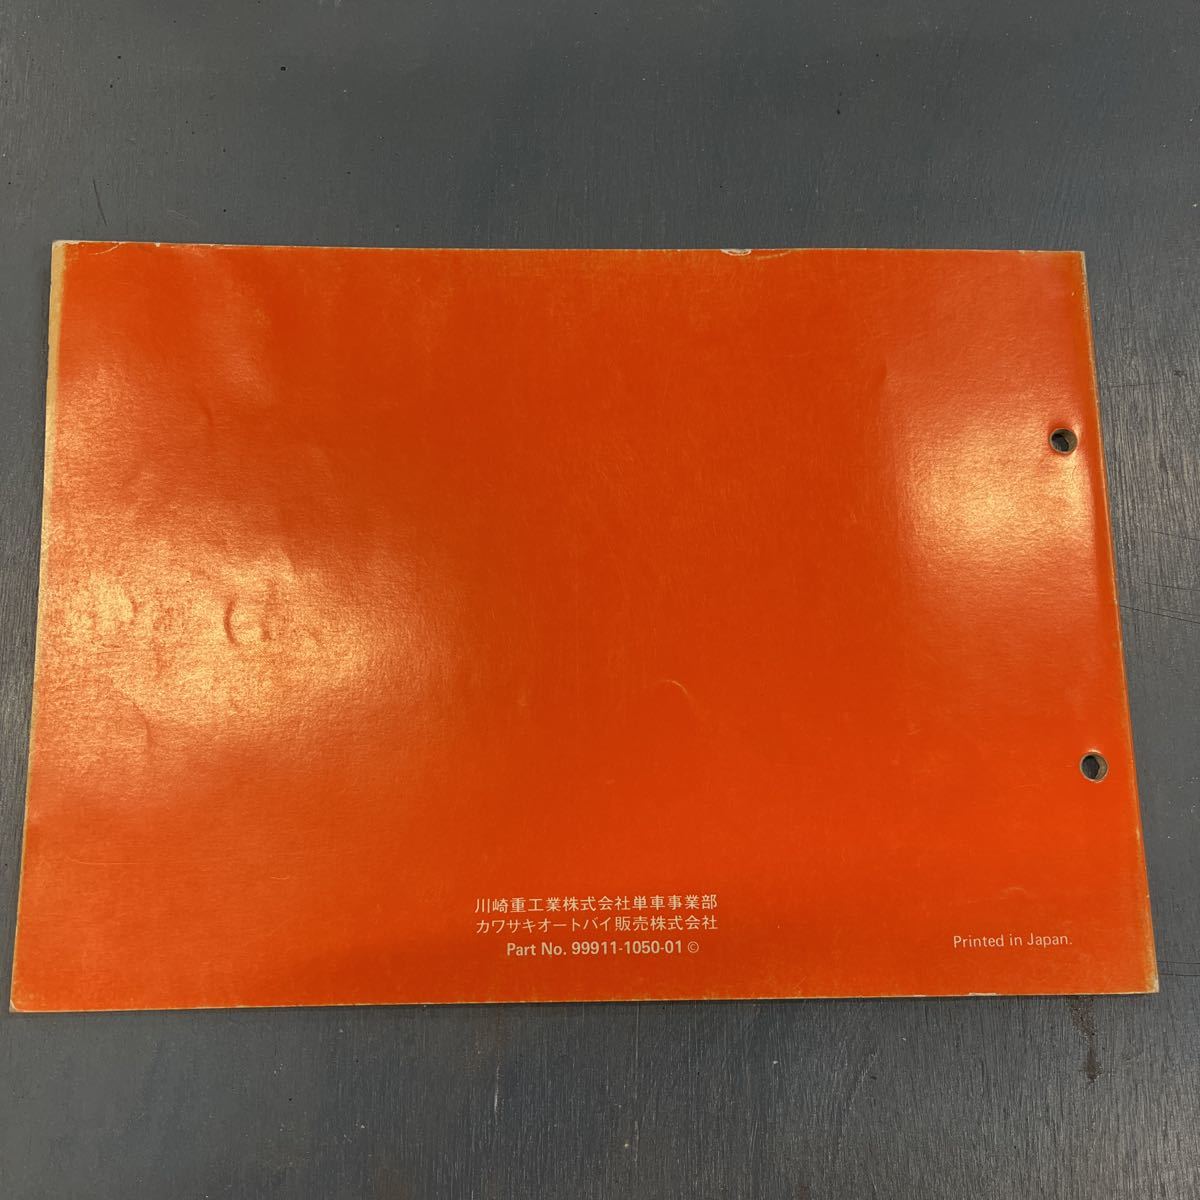 川崎重工業株式会社単車事業部
カワサキオートバイ販売株式会社
Part No. 99911-1050-01 ©
Printed in Japan.